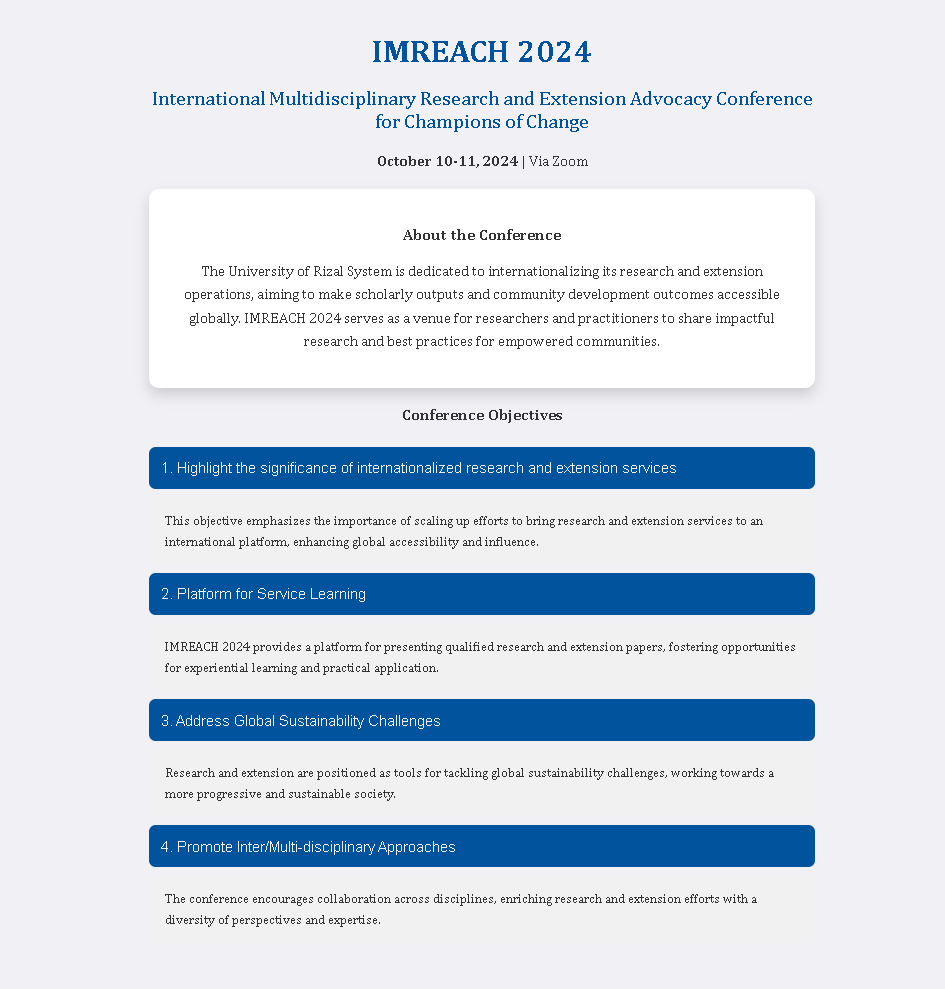 IMREACH 2024
International Multidisciplinary Research and Extension Advocacy Conference
for Champions of Change
October 10-11, 2024 | Via Zoom
About the Conference
The University of Rizal System is dedicated to internationalizing its research and extension
operations, aiming to make scholarly outputs and community development outcomes accessible
globally. IMREACH 2024 serves as a venue for researchers and practitioners to share impactful
research and best practices for empowered communities.
Conference Objectives
1. Highlight the significance of internationalized research and extension services
This objective emphasizes the importance of scaling up efforts to bring research and extension services to an
international platform, enhancing global accessibility and influence.
2. Platform for Service Learning
IMREACH 2024 provides a platform for presenting qualified research and extension papers, fostering opportunities
for experiential learning and practical application.
3. Address Global Sustainability Challenges
Research and extension are positioned as tools for tackling global sustainability challenges, working towards a
more progressive and sustainable society.
4. Promote Inter/Multi-disciplinary Approaches
The conference encourages collaboration across disciplines, enriching research and extension efforts with a
diversity of perspectives and expertise.